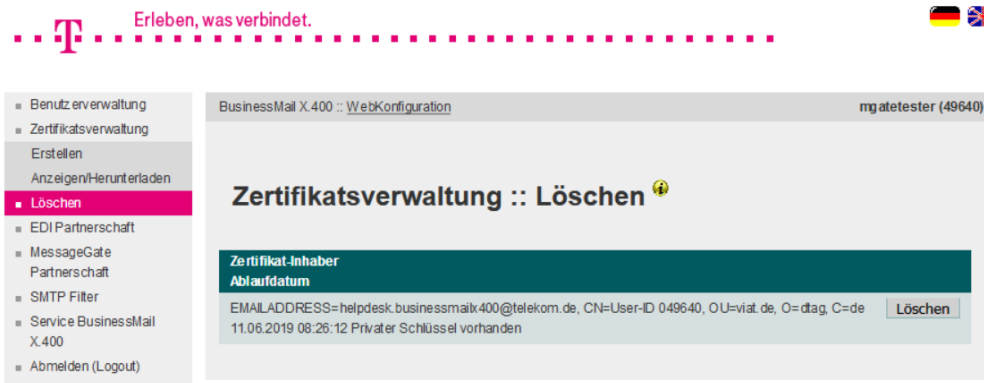 Erleben, was verbindet.
T
Benutzerverwaltung
Zertifikatsverwaltung
Erstellen
Anzeigen/Herunterladen
Löschen
EDI Partnerschaft
MessageGate
Partnerschaft
SMTP Filter
Service BusinessMail
X.400
Abmelden (Logout)
BusinessMail X.400 :: WebKonfiguration
mgatetester (49640)
Zertifikatsverwaltung :: Löschen
Zertifikat-Inhaber
Ablaufdatum
EMAILADDRESS=helpdesk.businessmailx400@telekom.de, CN=User-ID 049640, OU=viat.de, O=dtag, C=de
Löschen
11.06.2019 08:26:12 Privater Schlüssel vorhanden